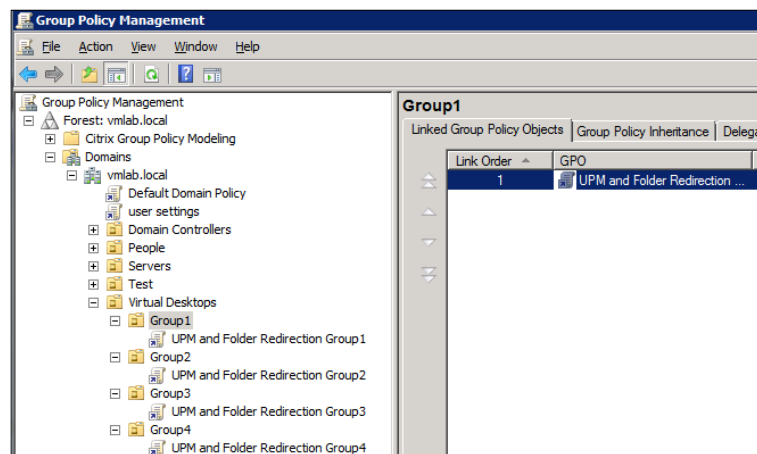 Group Policy Management
File Action View Window Help
Group Policy Management
Forest: vmlab.local
Citrix Group Policy Modeling
Domains
vmlab.local
Default Domain Policy
user settings
Domain Controllers
People
Servers
Test
Virtual Desktops
Group1
UPM and Folder Redirection Group1
Group2
UPM and Folder Redirection Group2
Group3
UPM and Folder Redirection Group3
Group4
UPM and Folder Redirection Group4
Group1
Linked Group Policy Objects Group Policy Inheritance Delega
Link Order GPO
1 UPM and Folder Redirection ...